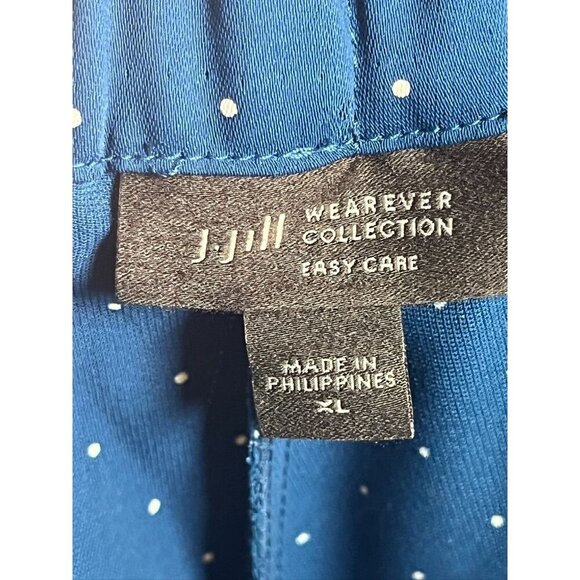 J.Jill WEAREVER
COLLECTION
EASY CARE
MADE IN
PHILIPPINES
XL